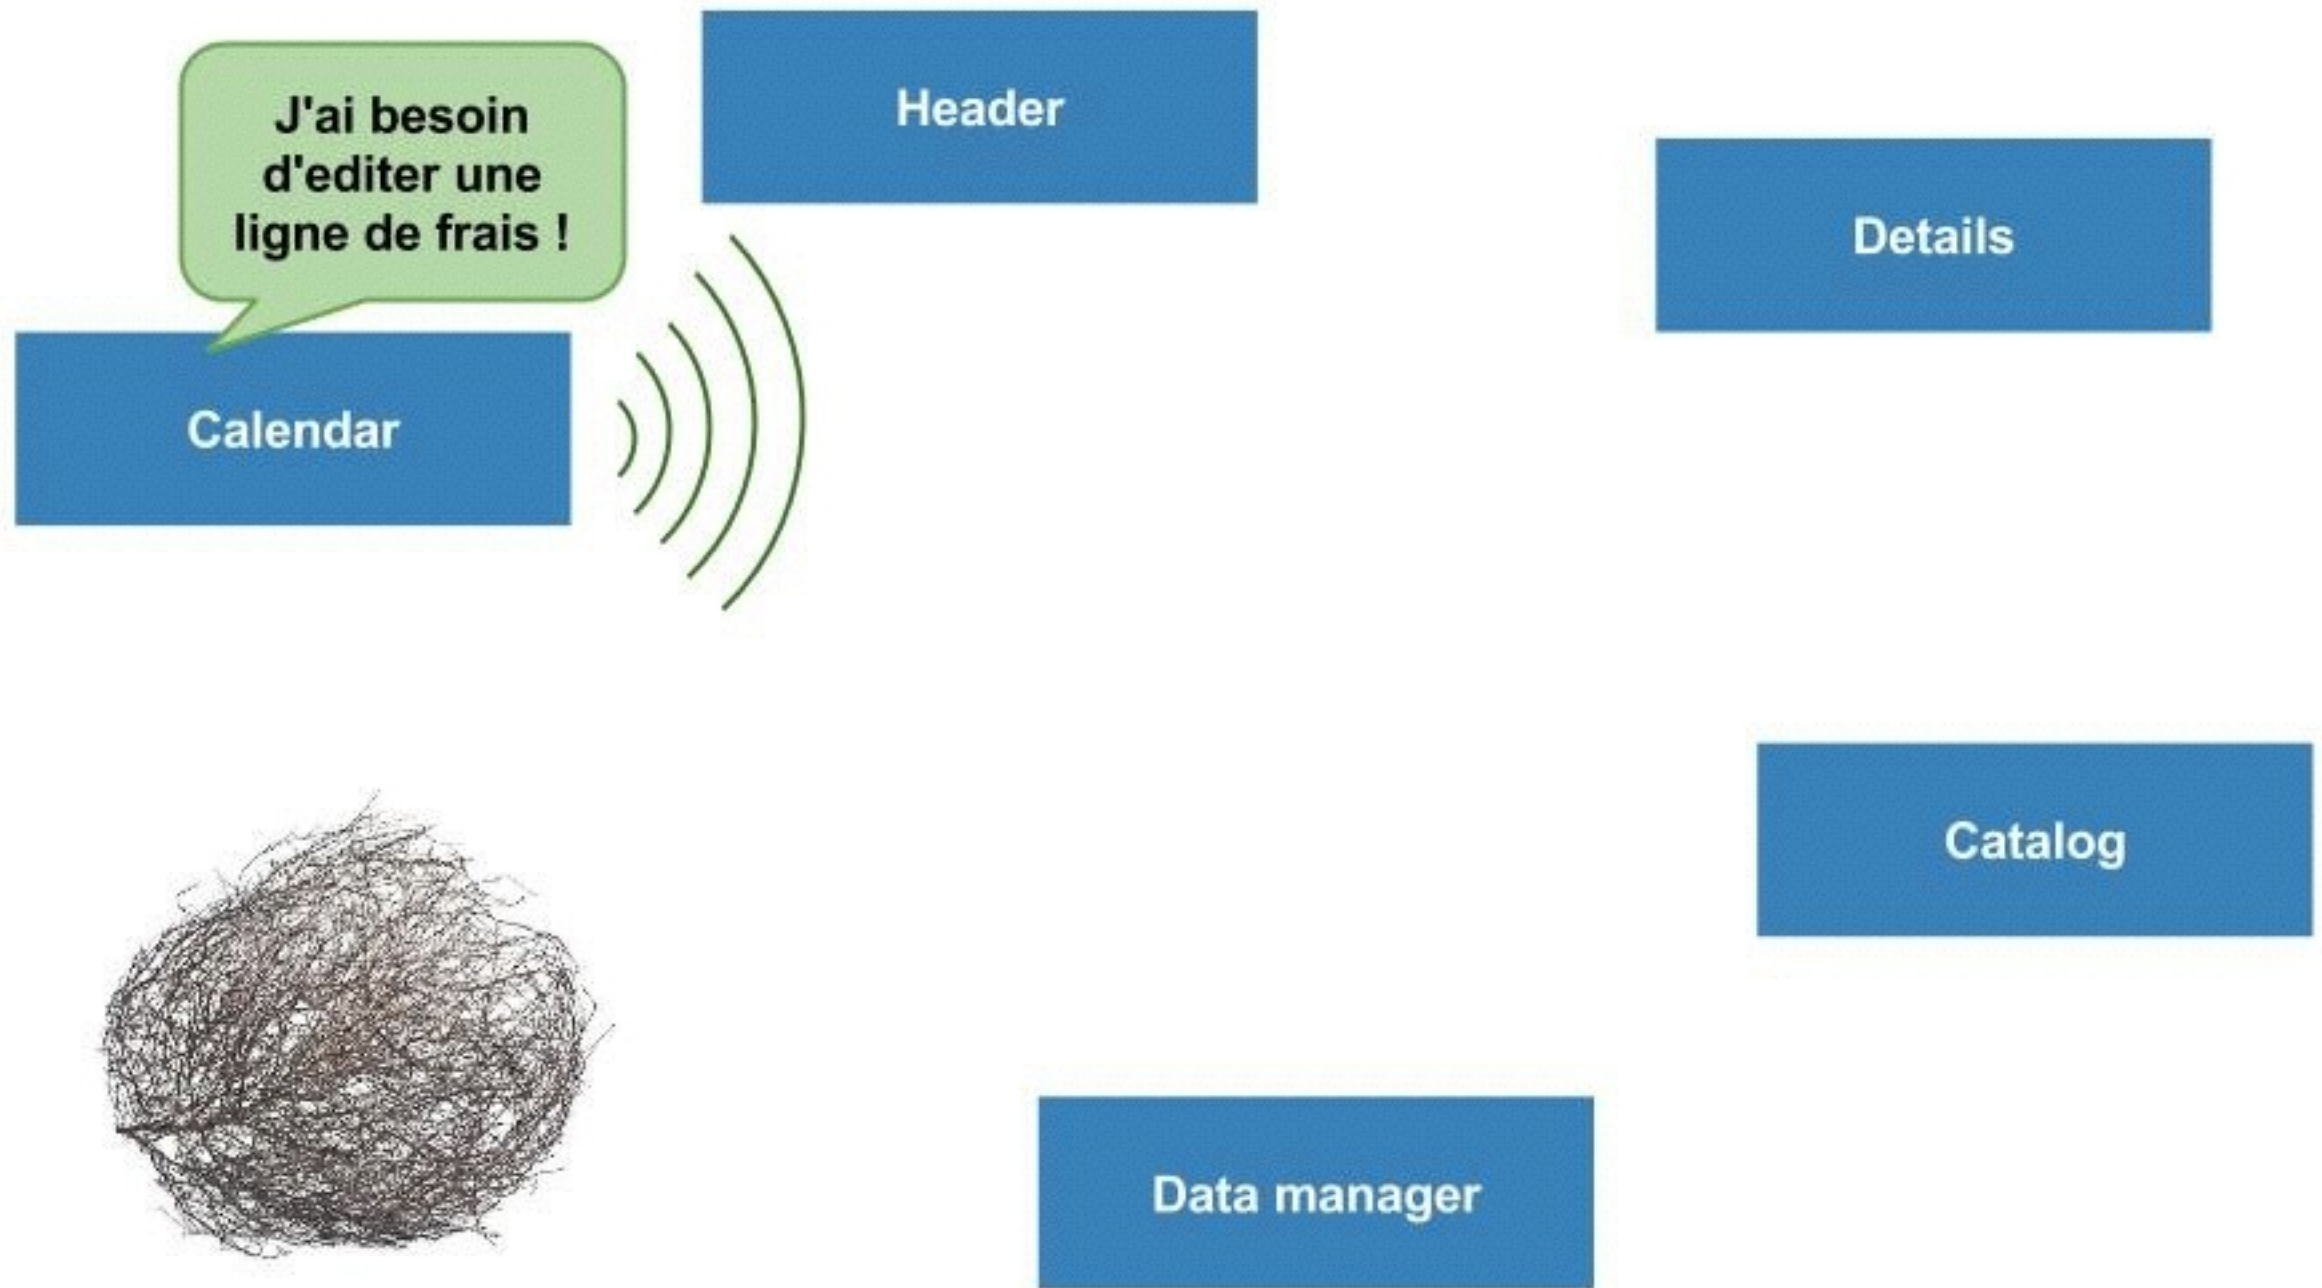 Header
J'ai besoin
d'editer une
ligne de frais !
Details
Calendar
Catalog
Data manager